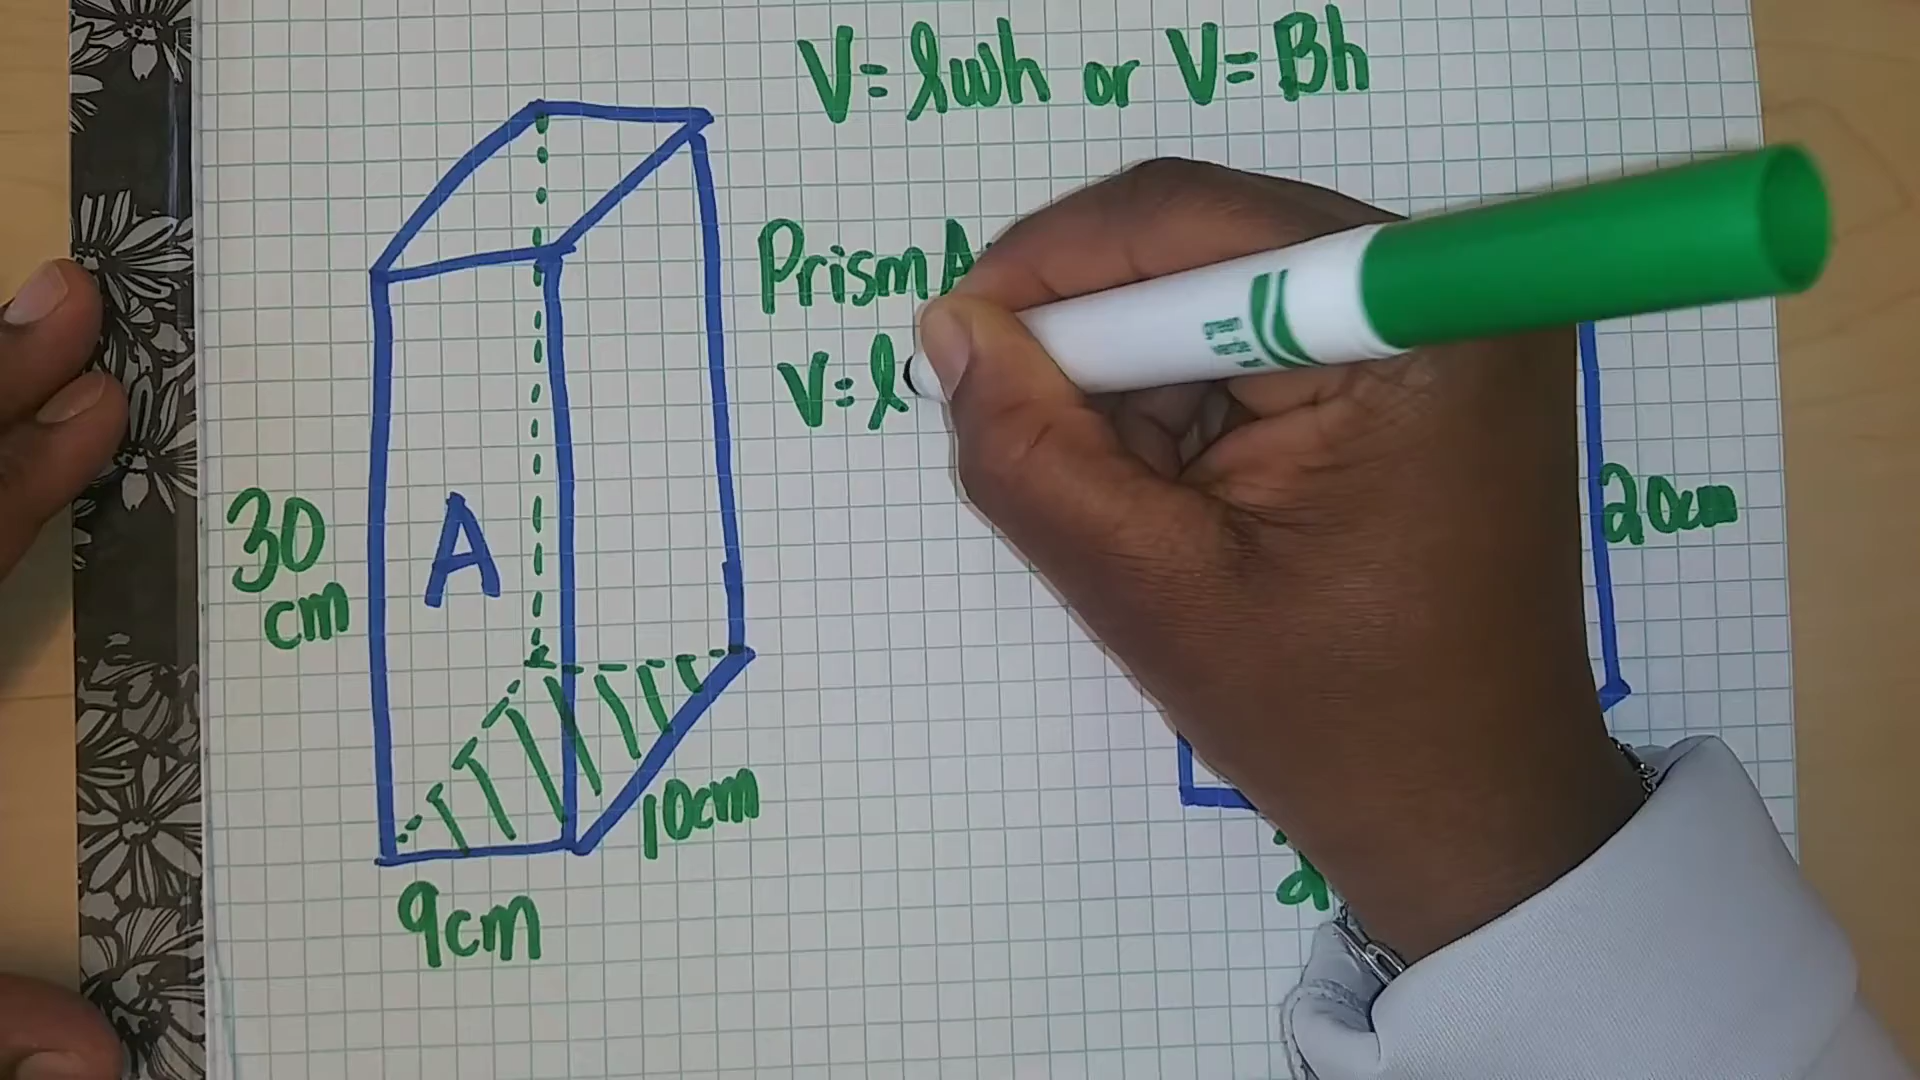 V=lwh or V=Bh
Prism A
V=l
30
cm
A
20cm
10cm
9cm